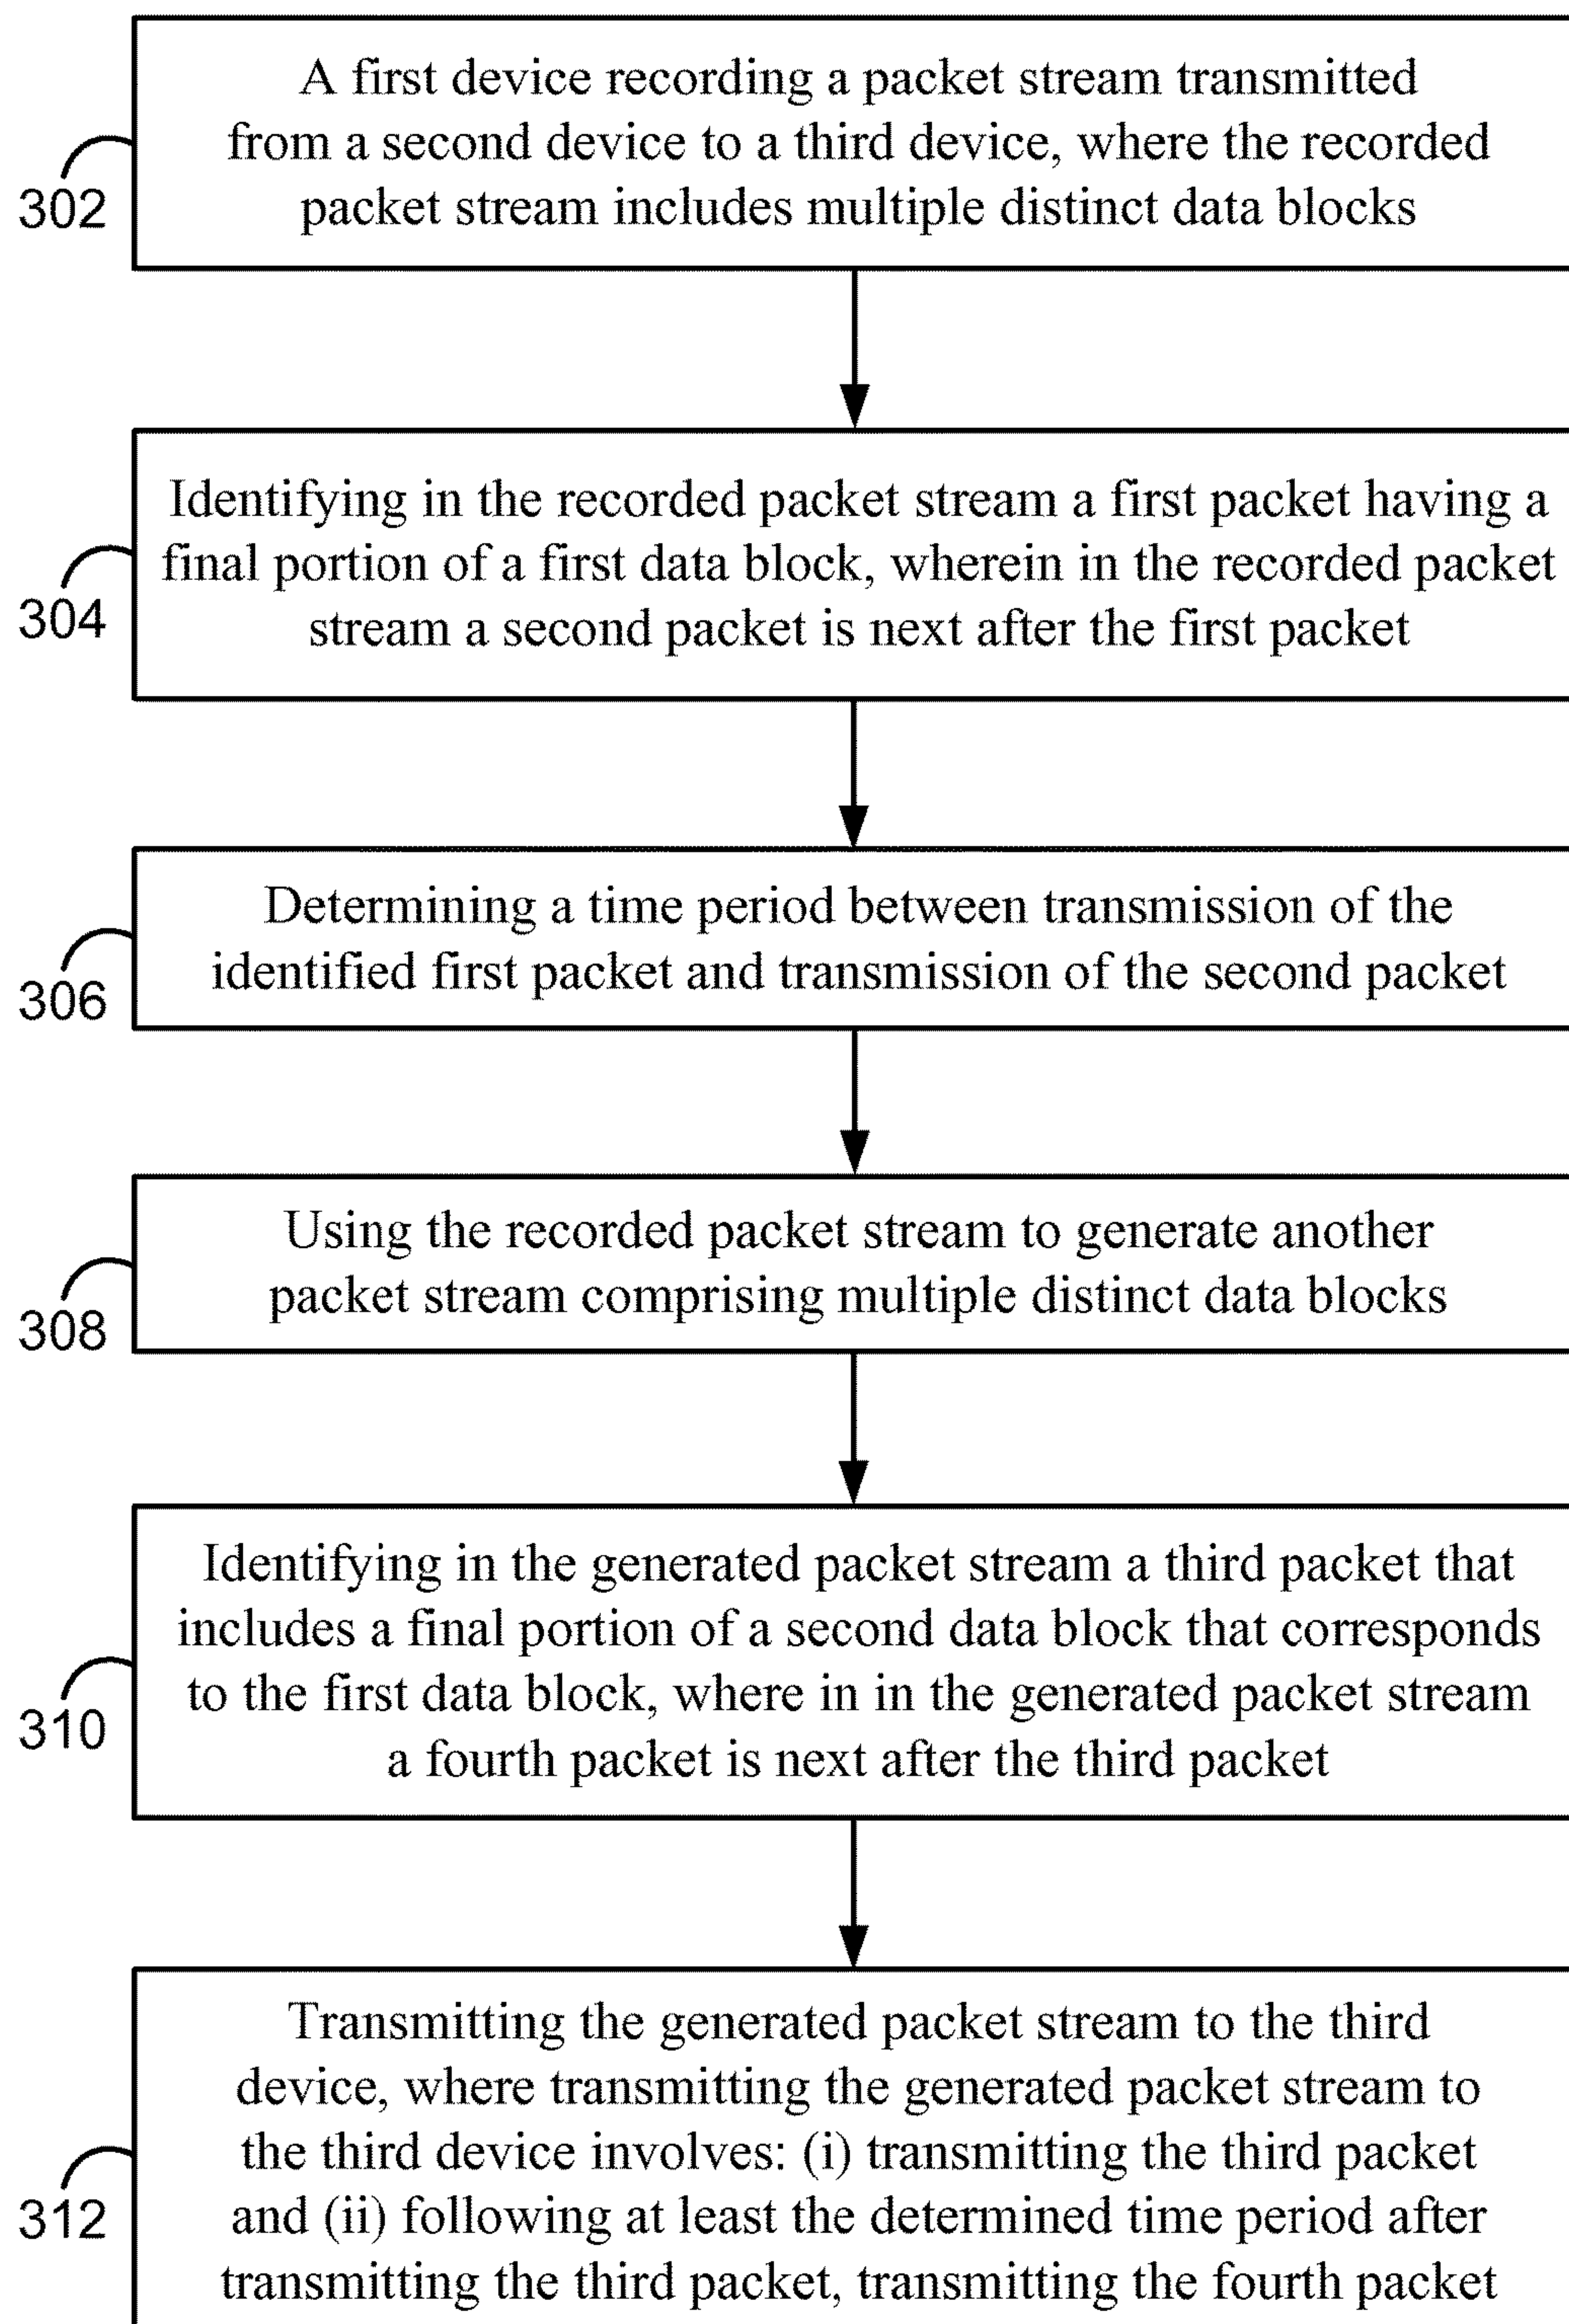 A first device recording a packet stream transmitted
from a second device to a third device, where the recorded
packet stream includes multiple distinct data blocks
302
Identifying in the recorded packet stream a first packet having a
final portion of a first data block, wherein in the recorded packet
stream a second packet is next after the first packet
304
Determining a time period between transmission of the
identified first packet and transmission of the second packet
306
Using the recorded packet stream to generate another
packet stream comprising multiple distinct data blocks
308
Identifying in the generated packet stream a third packet that
includes a final portion of a second data block that corresponds
to the first data block, where in in the generated packet stream
a fourth packet is next after the third packet
310
Transmitting the generated packet stream to the third
device, where transmitting the generated packet stream to
the third device involves: (i) transmitting the third packet
and (ii) following at least the determined time period after
transmitting the third packet, transmitting the fourth packet
312